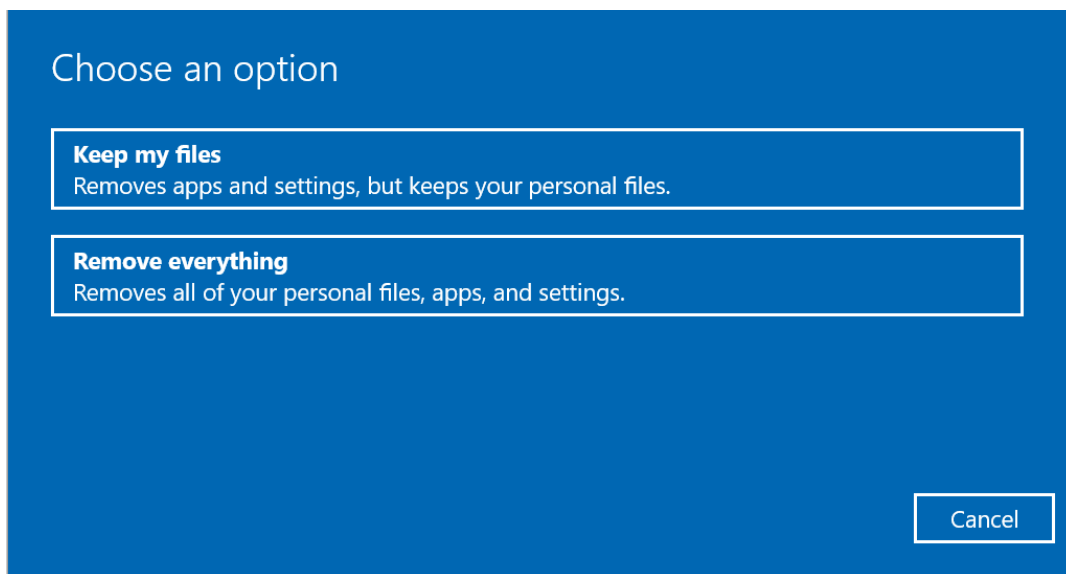 Choose an option
Keep my files
Removes apps and settings, but keeps your personal files.
Remove everything
Removes all of your personal files, apps, and settings.
Cancel